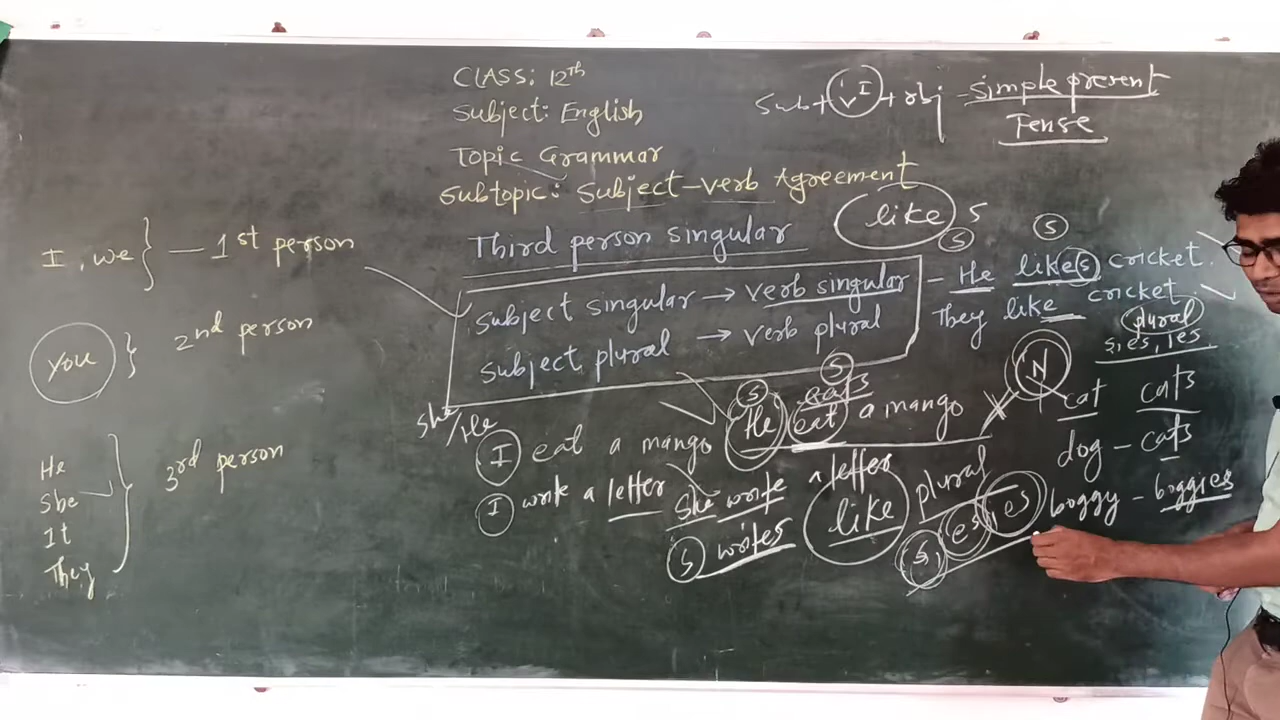 CLASS: 12th
Subject: English
Topic Grammar
Subtopic: Subject-verb Agreement
Sub + V I + obj - simple present
Tense
Third person singular
like s
s
s
subject singular → verb singular
subject plural → verb plural
- He likes cricket.
They like cricket
I, we } - 1st person
you } 2nd person
He
She
It
They
3rd person
she
/He
I eat a mango
s
s
eats
He eat a mango
I write a letter
She write a letter
s writes
like
plural
s, es, ies
N
plural
s, es, ies
cat cats
dog - cats
boggy - boggies